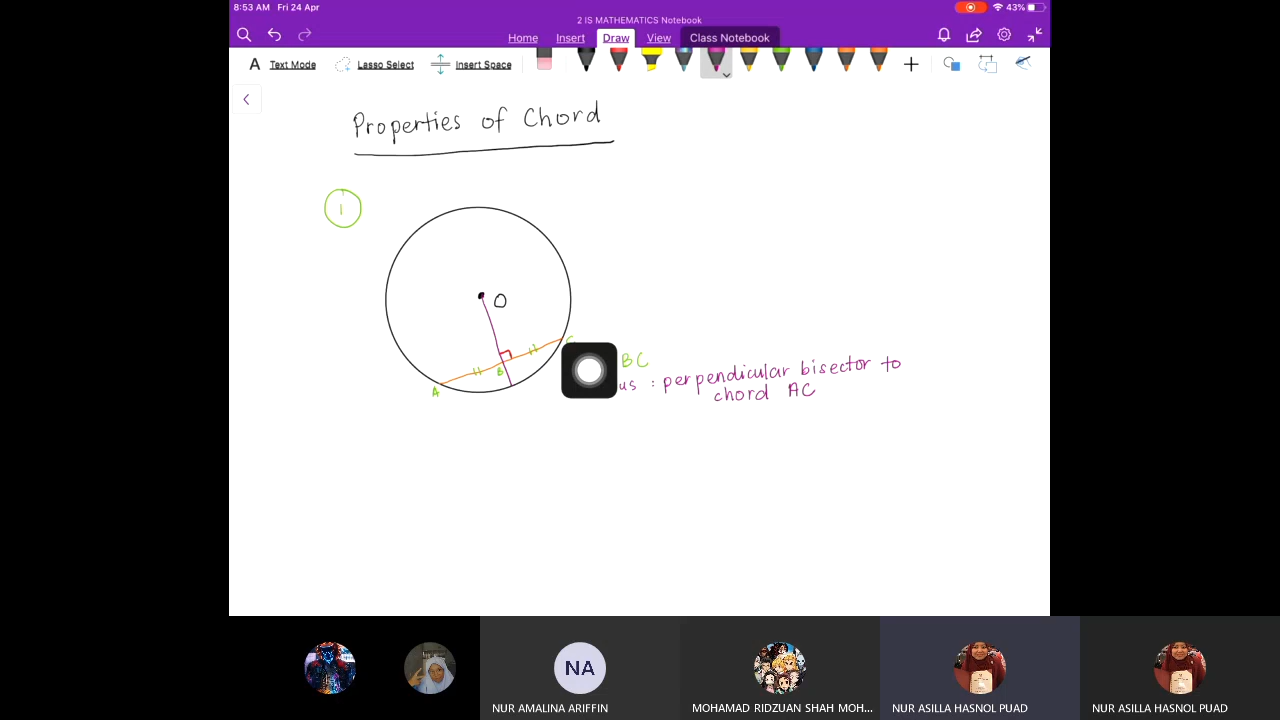 8:53 AM Fri 24 Apr
43%
2 IS MATHEMATICS Notebook
Home Insert Draw View Class Notebook
A Text Mode Lasso Select Insert Space
Properties of Chord
1
O
B
A
BC
us : perpendicular bisector to
chord AC
NA
NUR AMALINA ARIFFIN
MOHAMAD RIDZUAN SHAH MOH...
NUR ASILLA HASNOL PUAD
NUR ASILLA HASNOL PUAD